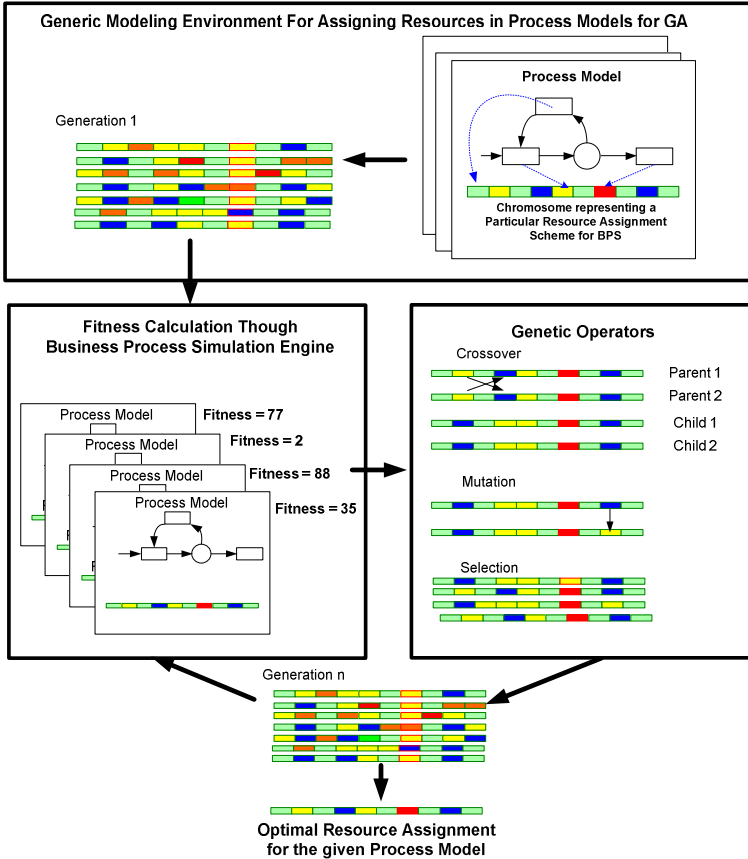 Generic Modeling Environment For Assigning Resources in Process Models for GA
Process Model
Generation 1
Chromosome representing a
Particular Resource Assignment
Scheme for BPS
Fitness Calculation Though
Business Process Simulation Engine
Process Model
Fitness = 77
Process Model
Fitness = 2
Process Model
Fitness = 88
Process Model
Fitness = 35
Genetic Operators
Crossover
Parent 1
Parent 2
Child 1
Child 2
Mutation
Selection
Generation n
Optimal Resource Assignment
for the given Process Model